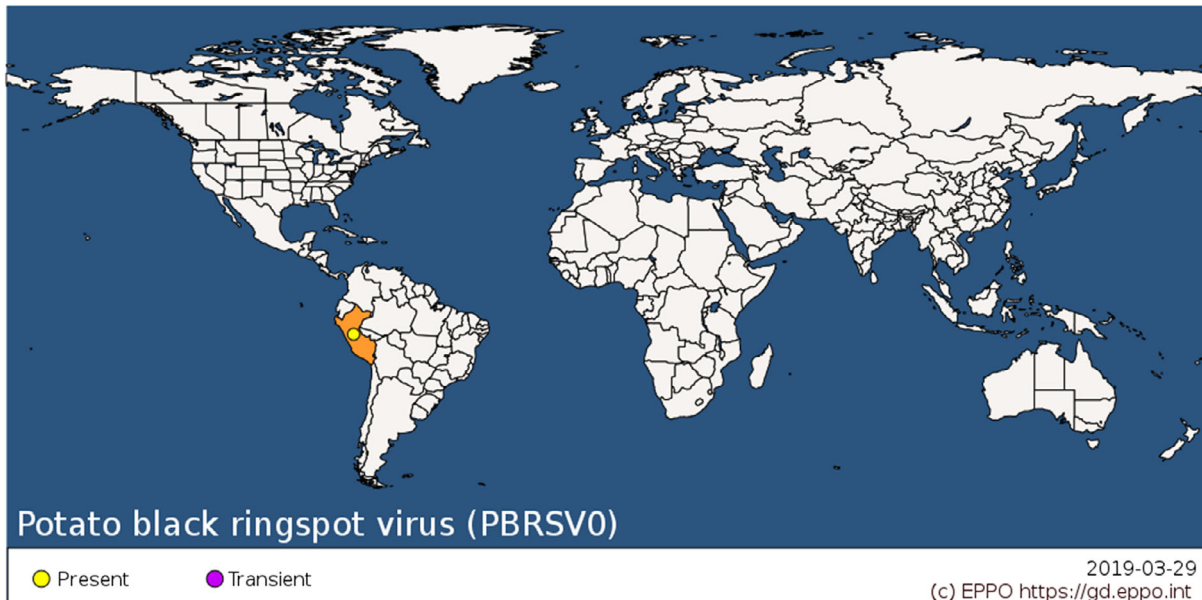 Potato black ringspot virus (PBRSV0)
Present
Transient
2019-03-29
(c) EPPO https://gd.eppo.int